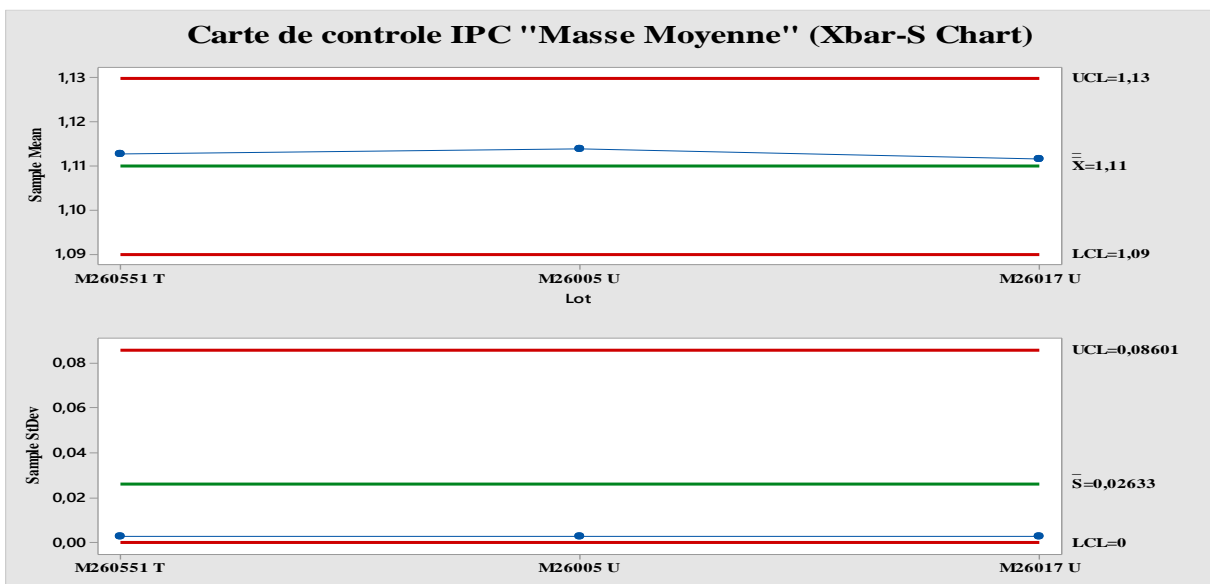 Carte de controle IPC "Masse Moyenne" (Xbar-S Chart)
1,13
1,12
1,11
1,10
1,09
Sample Mean
UCL=1,13
X̿=1,11
LCL=1,09
M260551 T
M26005 U
M26017 U
Lot
0,08
0,06
0,04
0,02
0,00
Sample StDev
UCL=0,08601
S̅=0,02633
LCL=0
M260551 T
M26005 U
M26017 U